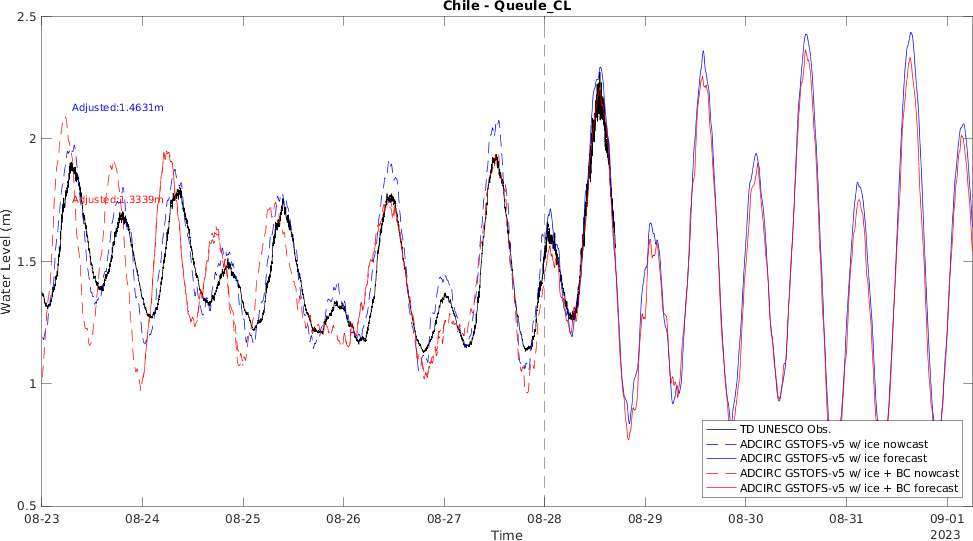 Chile - Queule_CL
2.5
2
1.5
1
0.5
Water Level (m)
Adjusted:1.4631m
Adjusted:1.3339m
TD UNESCO Obs.
ADCIRC GSTOFS-v5 w/ ice nowcast
ADCIRC GSTOFS-v5 w/ ice forecast
ADCIRC GSTOFS-v5 w/ ice + BC nowcast
ADCIRC GSTOFS-v5 w/ ice + BC forecast
08-23 08-24 08-25 08-26 08-27 08-28 08-29 08-30 08-31 09-01
2023
Time